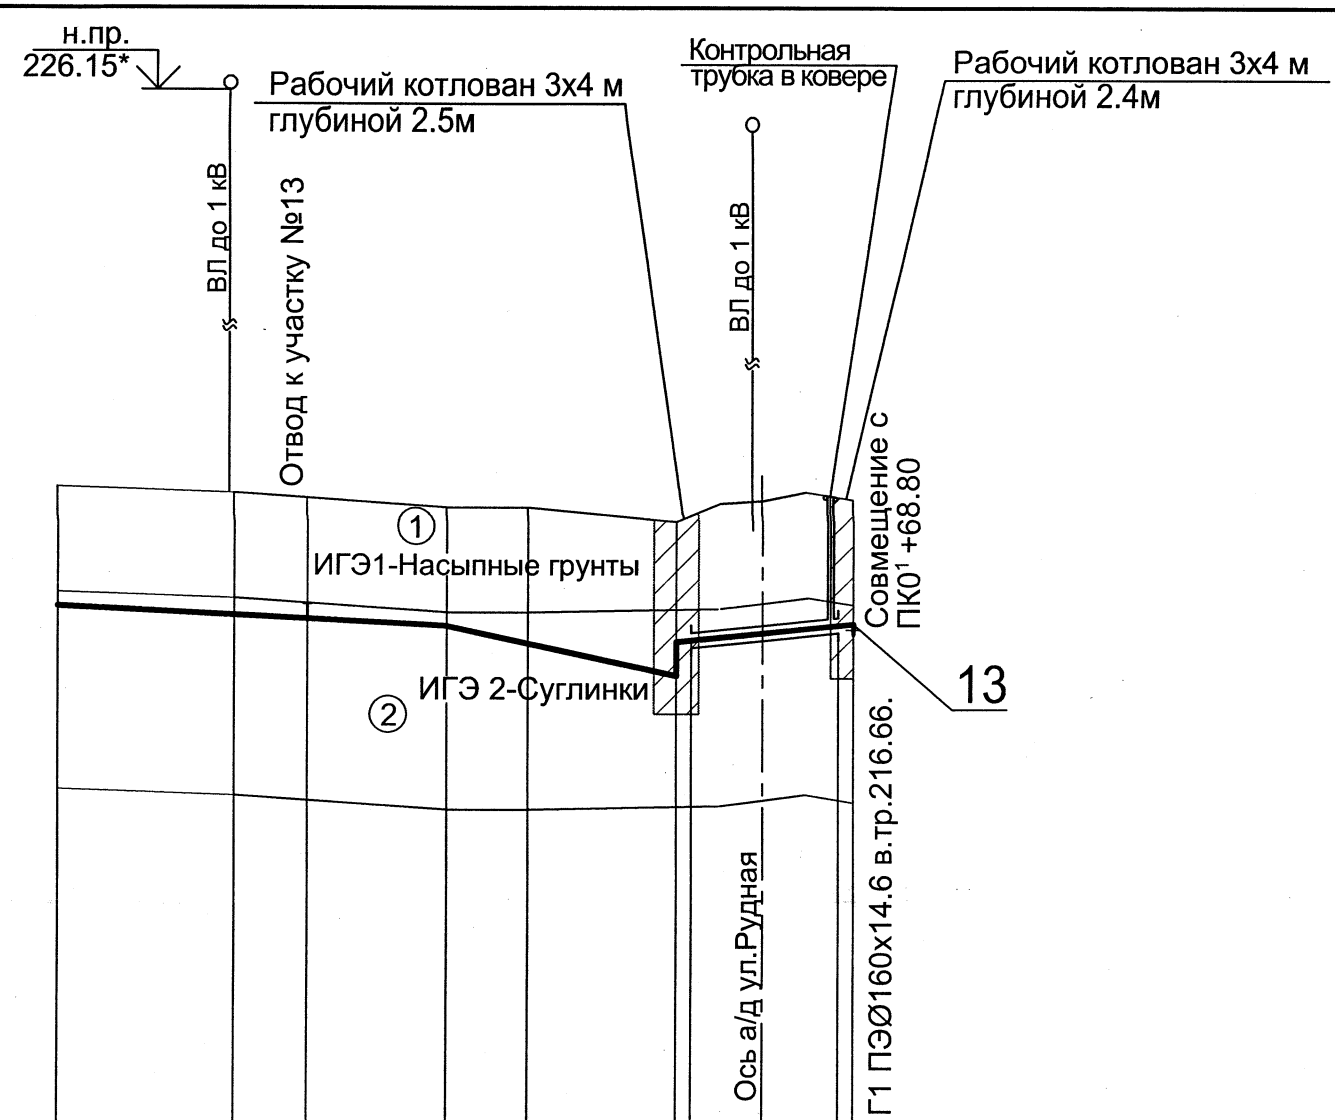 н.пр.
226.15*
Рабочий котлован 3х4 м
глубиной 2.5м
Контрольная
трубка в ковере
Рабочий котлован 3х4 м
глубиной 2.4м
ВЛ до 1 кВ
Отвод к участку №13
ВЛ до 1 кВ
Совмещение с
ПК0¹ +68.80
1
ИГЭ1-Насыпные грунты
ИГЭ 2-Суглинки
2
13
Ось а/д ул.Рудная
Г1 ПЭØ160х14.6 в.тр.216.66.